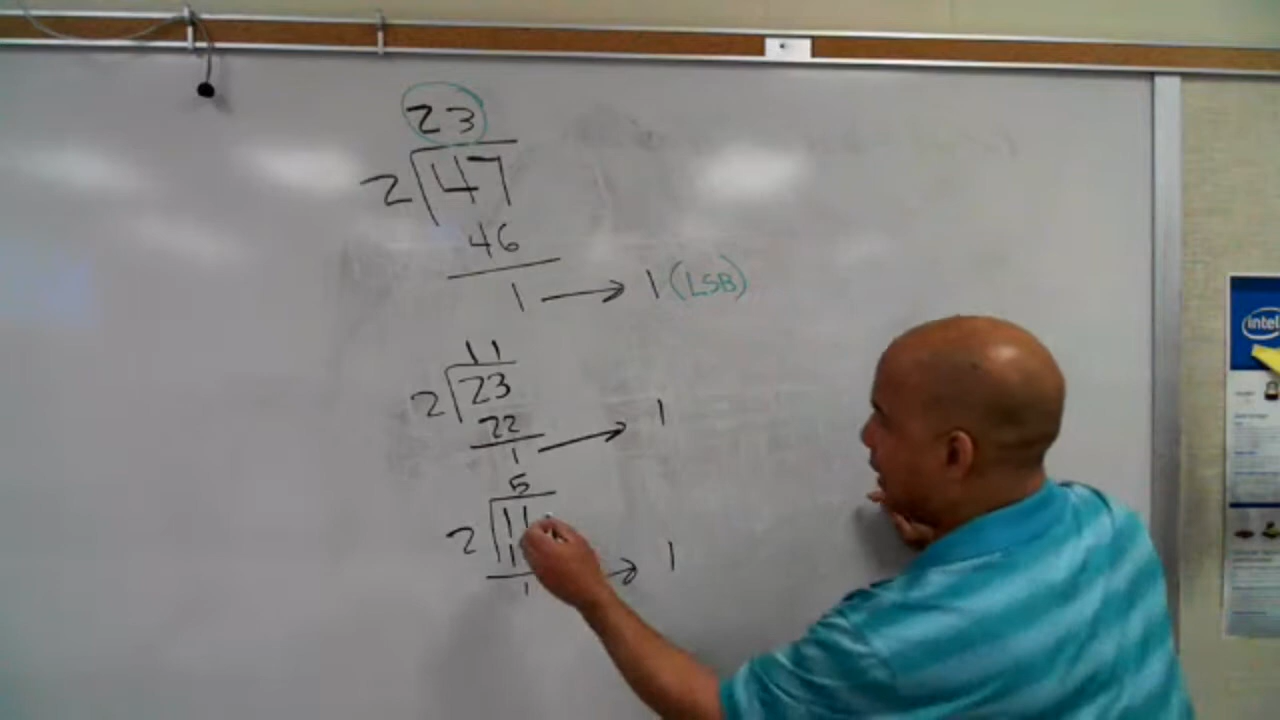 23
2 47
46
1 → 1 (LSB)
11
2 23
22
1 → 1
5
2 11
1
1 → 1
intel